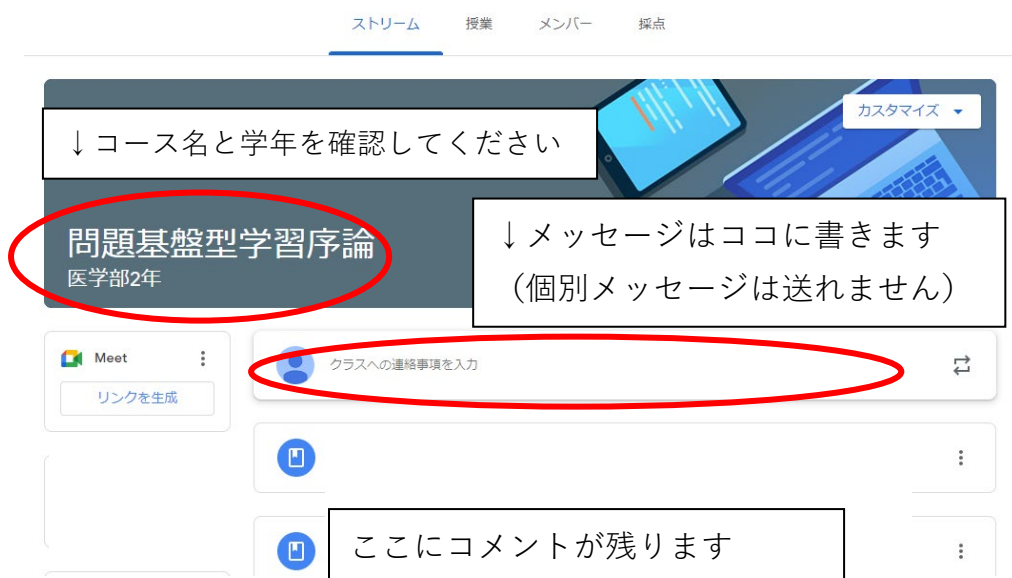 ストリーム 授業 メンバー 採点
カスタマイズ
↓コース名と学年を確認してください
問題基盤型学習序論
医学部2年
↓メッセージはココに書きます
（個別メッセージは送れません）
Meet
リンクを生成
クラスへの連絡事項を入力
ここにコメントが残ります